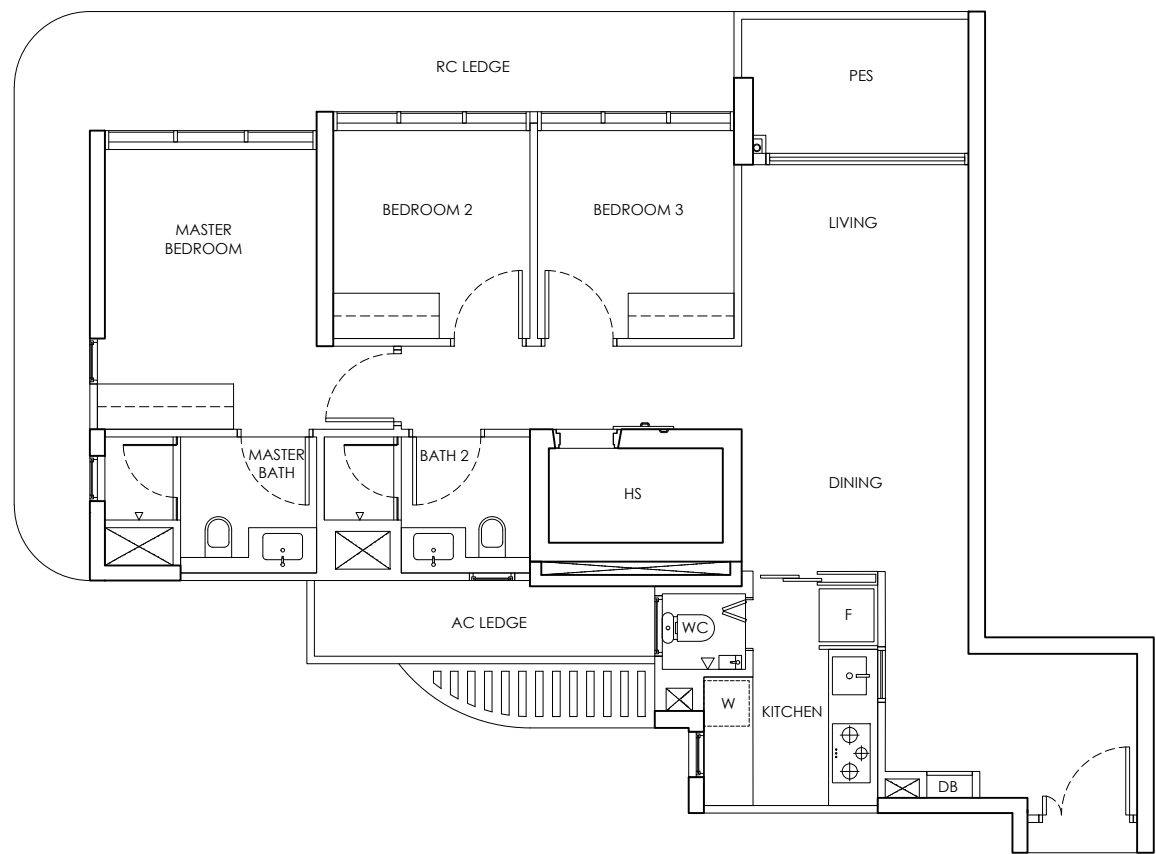 RC LEDGE
PES
MASTER
BEDROOM
BEDROOM 2
BEDROOM 3
LIVING
MASTER
BATH
BATH 2
HS
DINING
AC LEDGE
WC
F
W
KITCHEN
DB